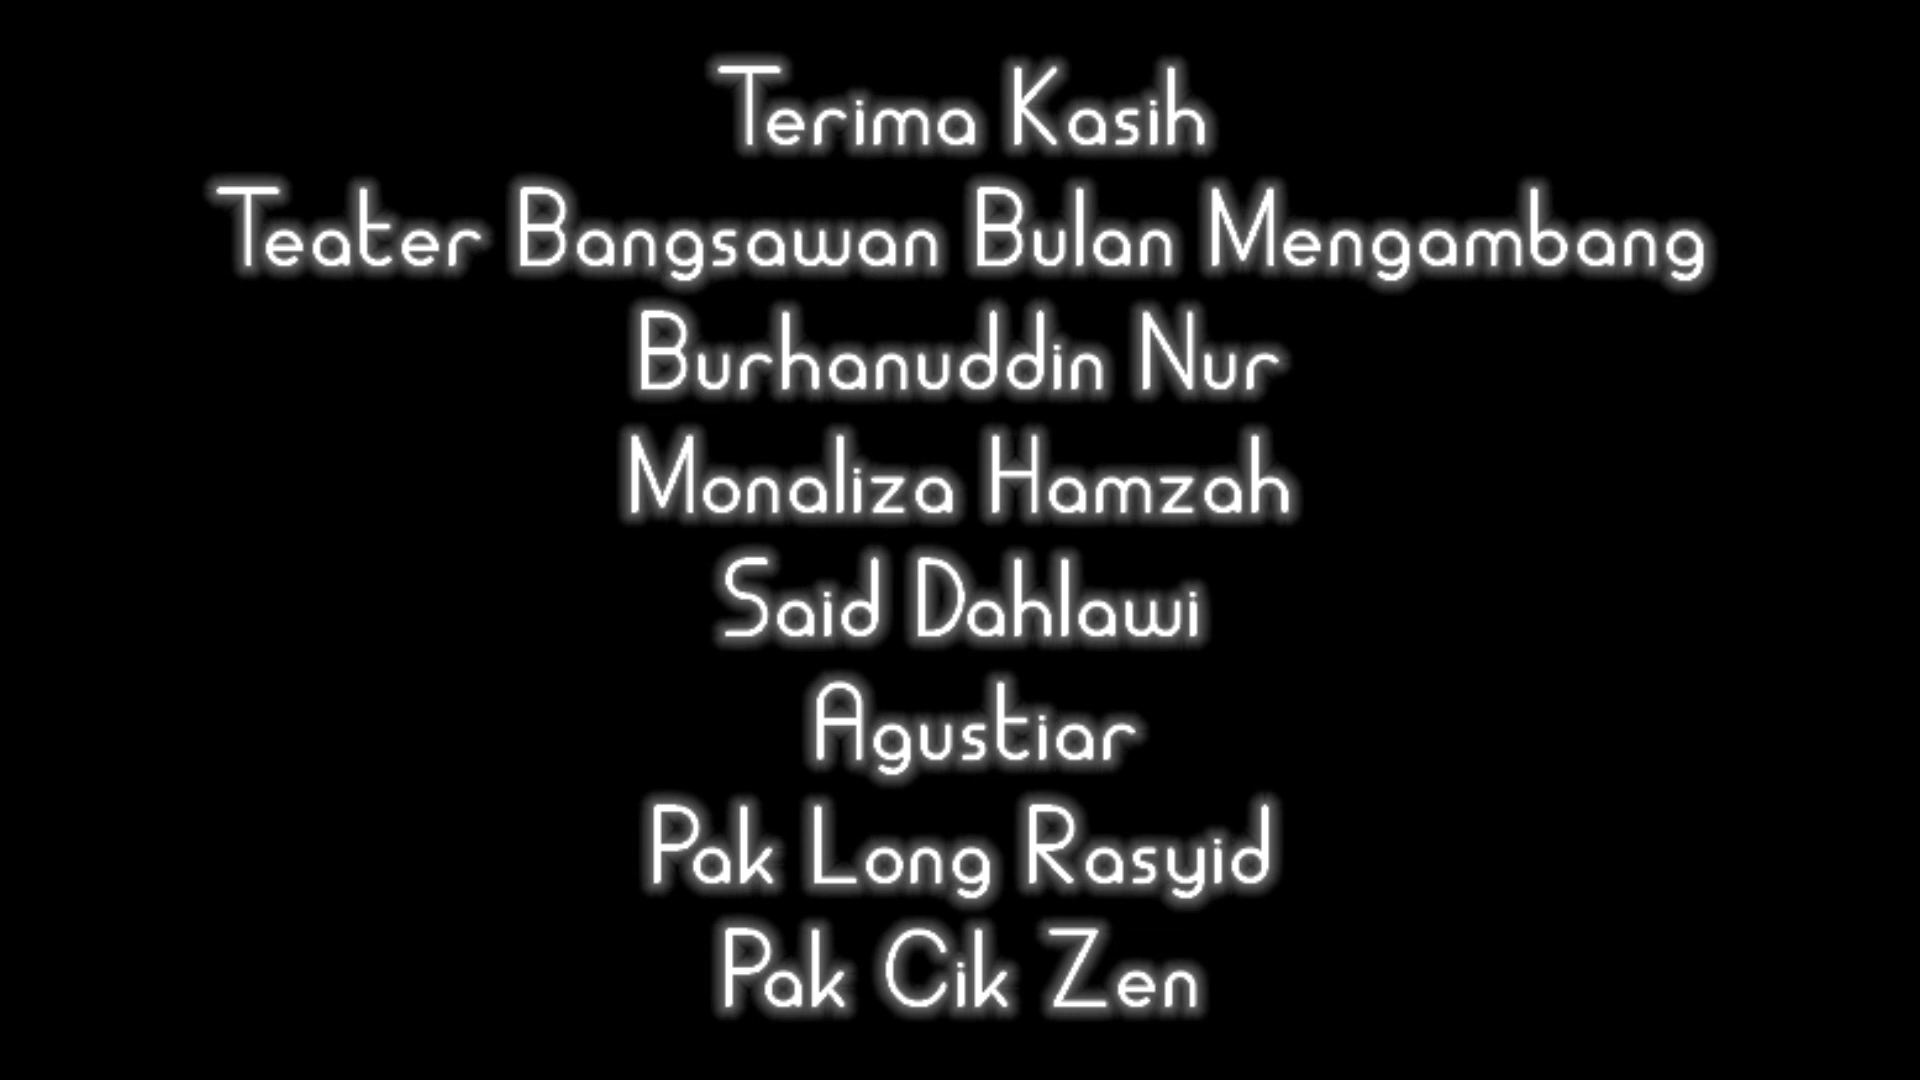 Terima Kasih
Teater Bangsawan Bulan Mengambang
Burhanuddin Nur
Monaliza Hamzah
Said Dahlawi
Agustiar
Pak Long Rasyid
Pak Cik Zen